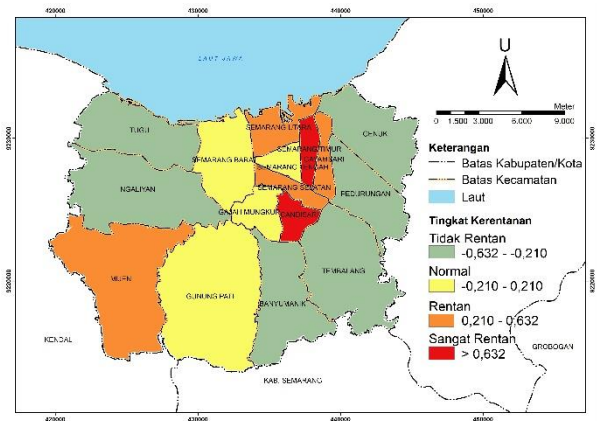 420000
430000
440000
450000
LAUT JAWA
TUGU
SEMARANG UTARA
GENUK
SEMARANG TIMUR
SEMARANG BARAT
GAYAMSARI
NGALIYAN
SEMARANG SELATAN
PEDURUNGAN
GAJAH MUNGKUR
CANDISARI
TEMBALANG
MIJEN
GUNUNG PATI
BANYUMANIK
KENDAL
KAB. SEMARANG
GROBOGAN
9230000
9220000
9230000
9220000
U
Meter
0 1.500 3.000 6.000 9.000
Keterangan
Batas Kabupaten/Kota
Batas Kecamatan
Laut
Tingkat Kerentanan
Tidak Rentan
-0,632 - -0,210
Normal
-0,210 - 0,210
Rentan
0,210 - 0,632
Sangat Rentan
> 0,632
420000
430000
440000
450000